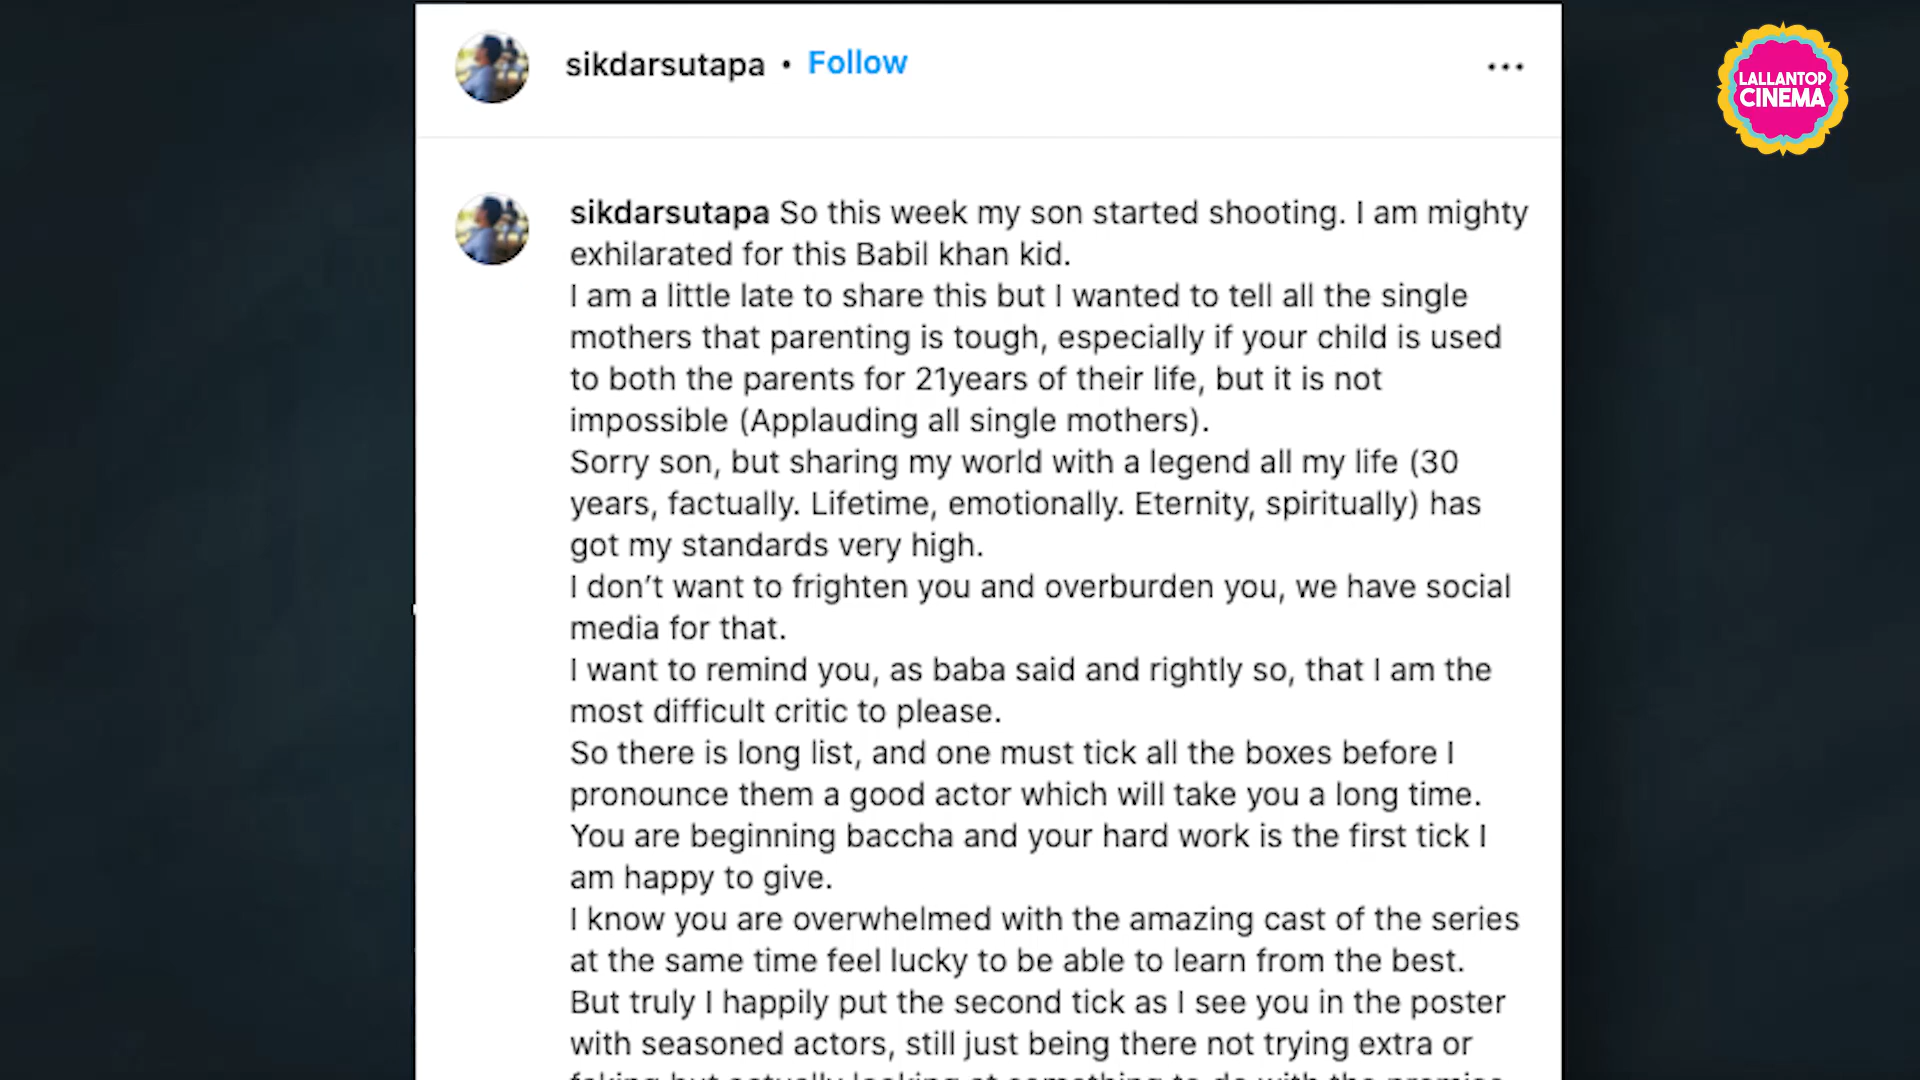 sikdarsutapa • Follow
LALLANTOP
CINEMA
sikdarsutapa So this week my son started shooting. I am mighty
exhilarated for this Babil khan kid.
I am a little late to share this but I wanted to tell all the single
mothers that parenting is tough, especially if your child is used
to both the parents for 21years of their life, but it is not
impossible (Applauding all single mothers).
Sorry son, but sharing my world with a legend all my life (30
years, factually. Lifetime, emotionally. Eternity, spiritually) has
got my standards very high.
I don’t want to frighten you and overburden you, we have social
media for that.
I want to remind you, as baba said and rightly so, that I am the
most difficult critic to please.
So there is long list, and one must tick all the boxes before I
pronounce them a good actor which will take you a long time.
You are beginning baccha and your hard work is the first tick I
am happy to give.
I know you are overwhelmed with the amazing cast of the series
at the same time feel lucky to be able to learn from the best.
But truly I happily put the second tick as I see you in the poster
with seasoned actors, still just being there not trying extra or